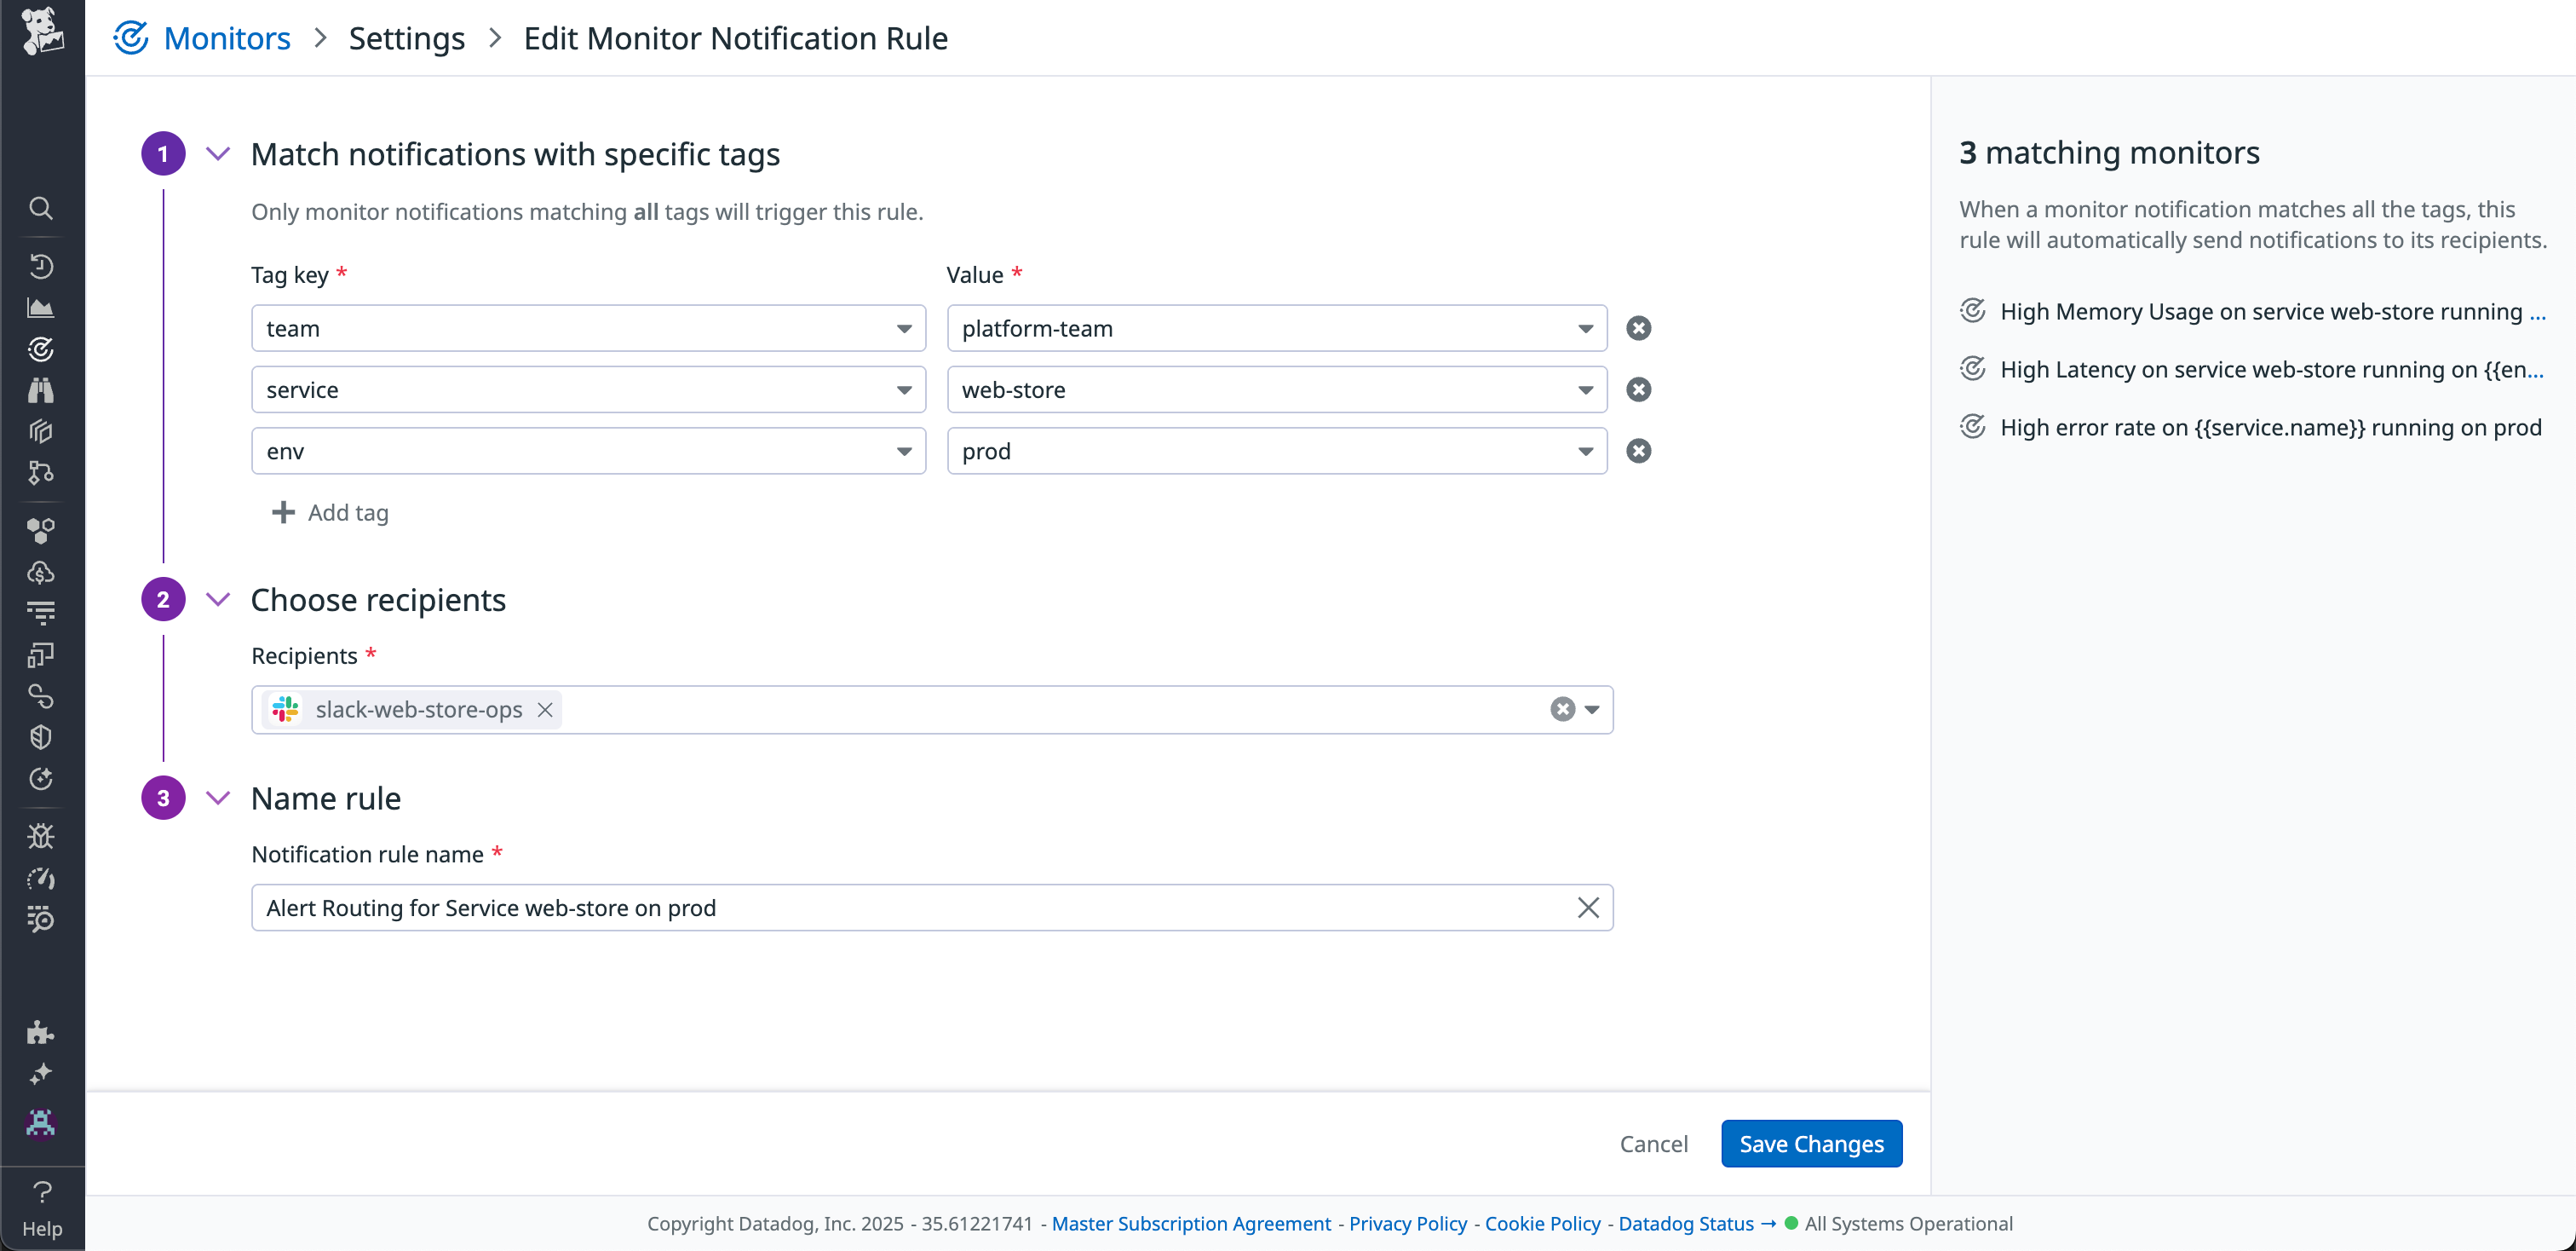 Monitors > Settings > Edit Monitor Notification Rule
1 Match notifications with specific tags
Only monitor notifications matching all tags will trigger this rule.
Tag key * Value *
team platform-team
service web-store
env prod
Add tag
2 Choose recipients
Recipients *
slack-web-store-ops
3 Name rule
Notification rule name *
Alert Routing for Service web-store on prod
Cancel Save Changes
3 matching monitors
When a monitor notification matches all the tags, this
rule will automatically send notifications to its recipients.
High Memory Usage on service web-store running ...
High Latency on service web-store running on {{en...
High error rate on {{service.name}} running on prod
Help
Copyright Datadog, Inc. 2025 - 35.61221741 - Master Subscription Agreement - Privacy Policy - Cookie Policy - Datadog Status → All Systems Operational